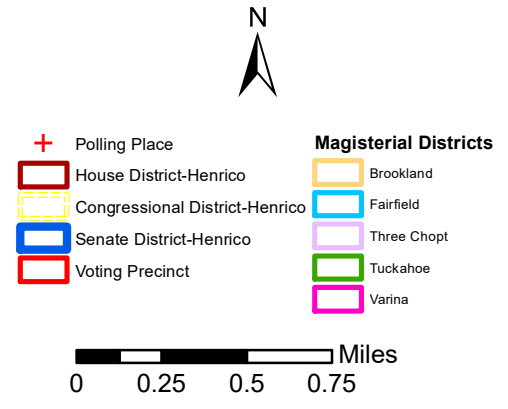 N
Polling Place
House District-Henrico
Congressional District-Henrico
Senate District-Henrico
Voting Precinct
Magisterial Districts
Brookland
Fairfield
Three Chopt
Tuckahoe
Varina
Miles
0 0.25 0.5 0.75